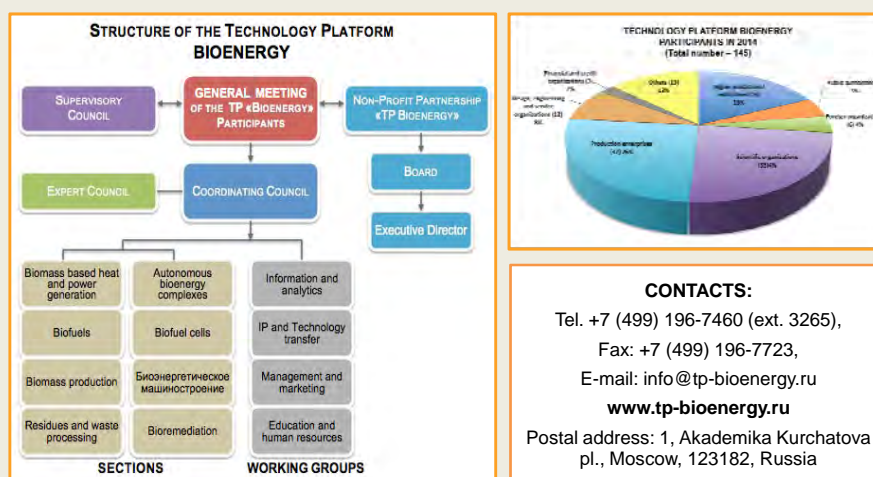 STRUCTURE OF THE TECHNOLOGY PLATFORM
BIOENERGY
SUPERVISORY
COUNCIL
GENERAL MEETING
OF THE TP «BIOENERGY»
PARTICIPANTS
NON-PROFIT PARTNERSHIP
«TP BIOENERGY»
EXPERT COUNCIL
COORDINATING COUNCIL
BOARD
Executive Director
Biomass based heat
and power
generation
Autonomous
bioenergy
complexes
Information and
analytics
Biofuels
Biofuel cells
IP and Technology
transfer
Biomass production
Биоэнергетическое
машиностроение
Management and
marketing
Residues and waste
processing
Bioremediation
Education and
human resources
SECTIONS
WORKING GROUPS
TECHNOLOGY PLATFORM BIOENERGY
PARTICIPANTS IN 2014
(Total number – 145)
Others
Production enterprises
Scientific organizations
CONTACTS:
Tel. +7 (499) 196-7460 (ext. 3265),
Fax: +7 (499) 196-7723,
E-mail: info@tp-bioenergy.ru
www.tp-bioenergy.ru
Postal address: 1, Akademika Kurchatova
pl., Moscow, 123182, Russia